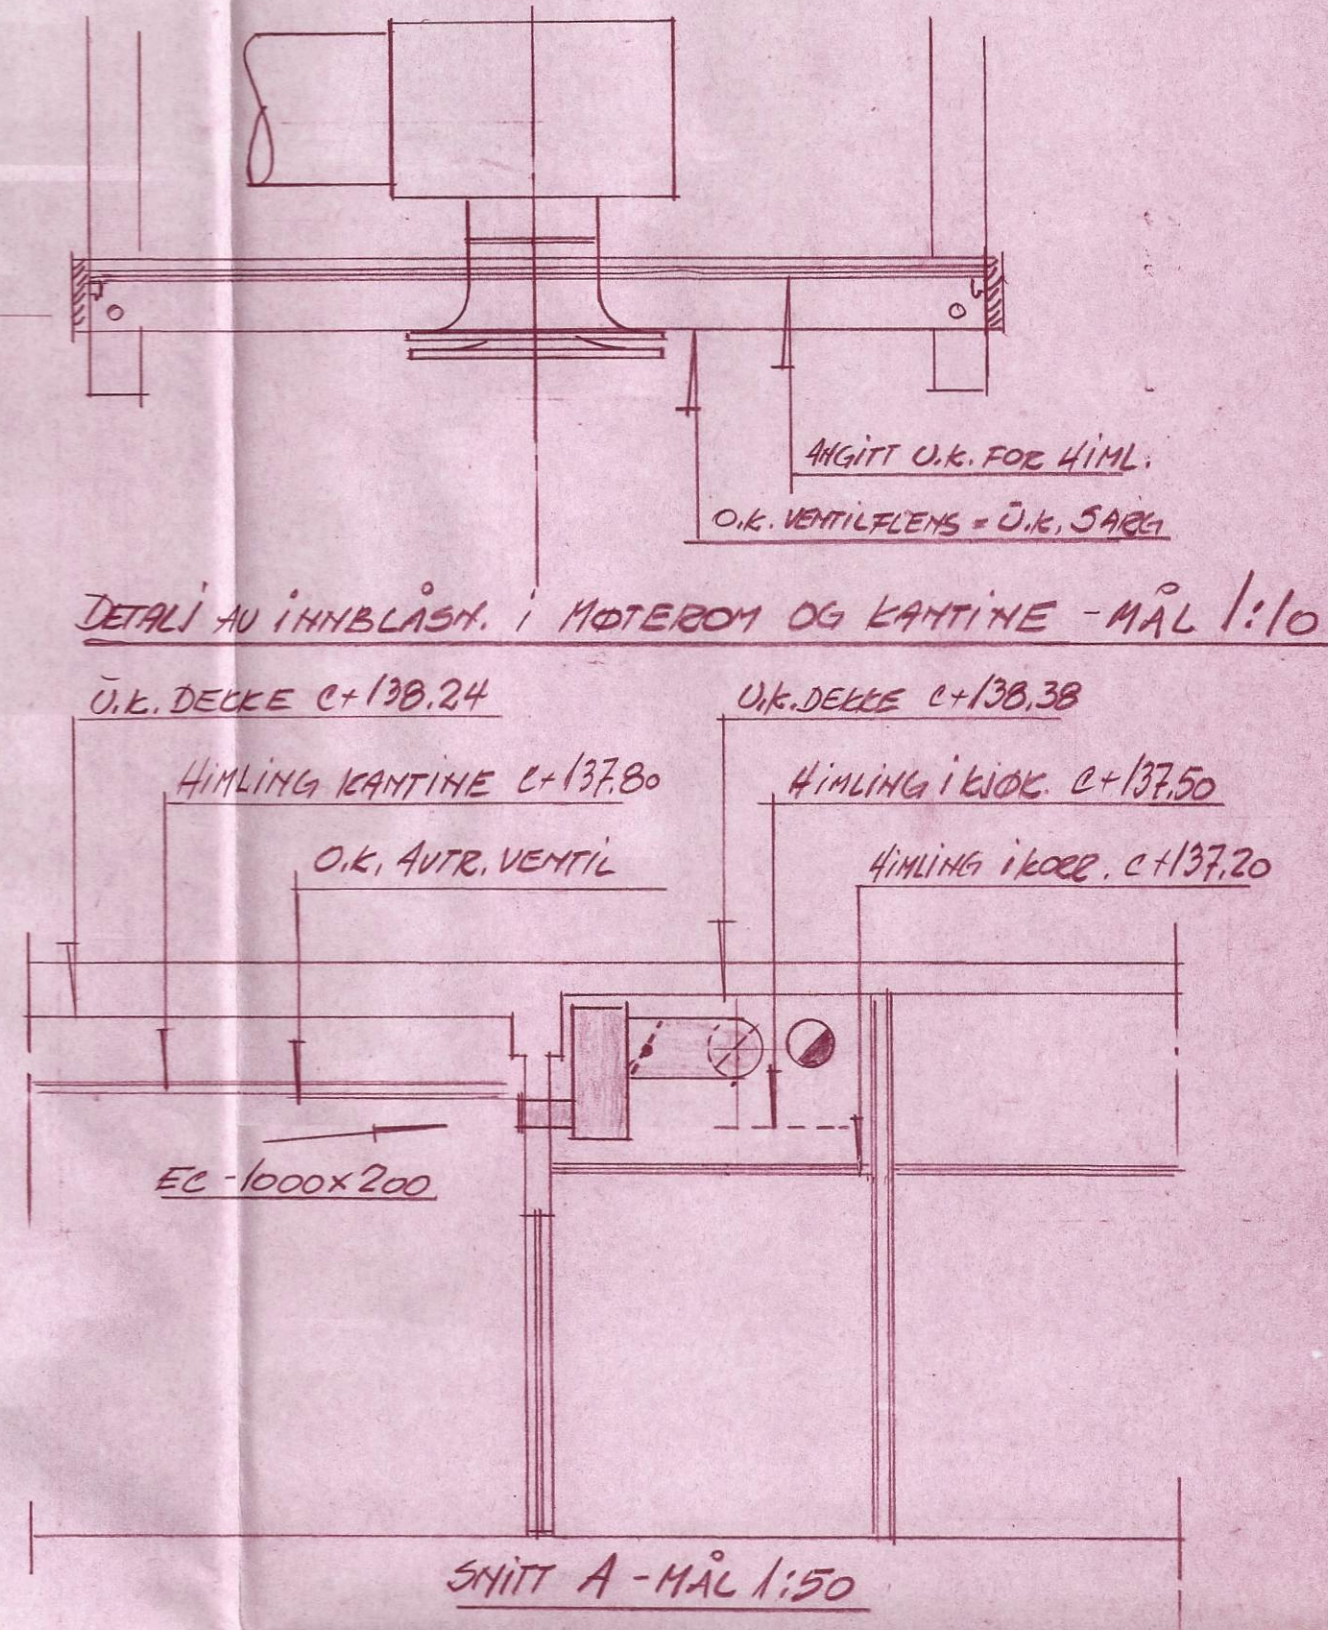 ANGITT U.K. FOR HIML.
O.K. VENTILFLENS = U.K. SARG
DETALJ AV INNBLÅSN. I MØTEROM OG KANTINE - MÅL 1:10
U.K. DEKKE C+138.24
U.K. DEKKE C+138.38
HIMLING KANTINE C+137.80
HIMLING I KJØK. C+137.50
O.K. AVTR. VENTIL
HIMLING I KORR. C+137.20
EC-1000x200
SNITT A - MÅL 1:50